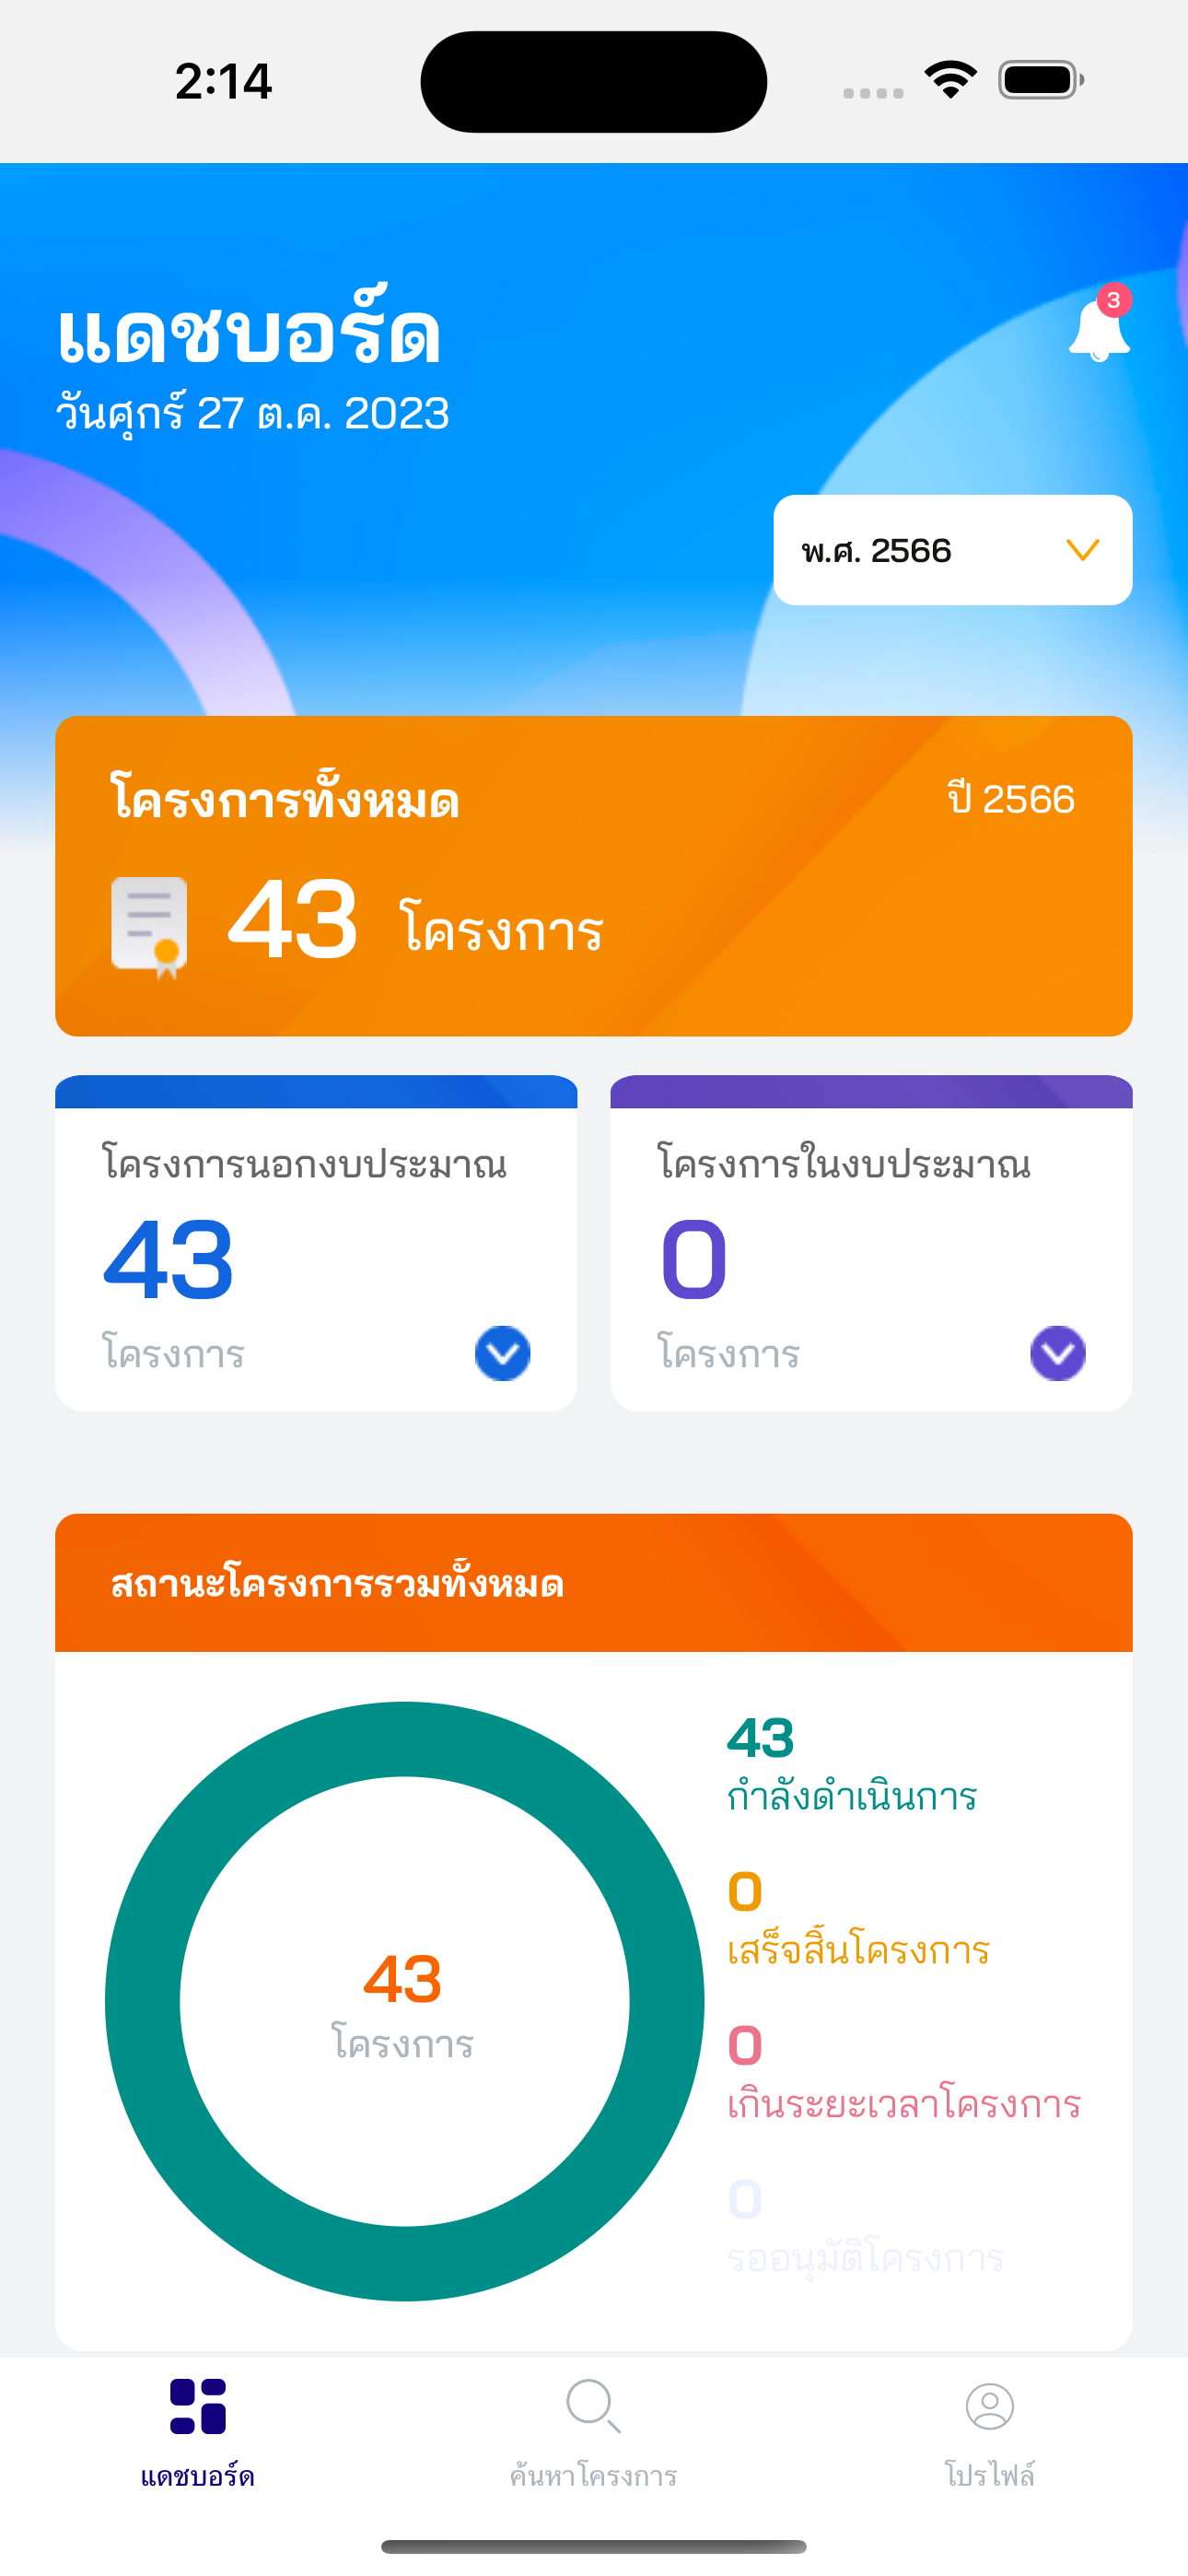 2:14
แดชบอร์ด
3
วันศุกร์ 27 ต.ค. 2023
พ.ศ. 2566
โครงการทั้งหมด
ปี 2566
43 โครงการ
โครงการนอกงบประมาณ
43
โครงการ
โครงการในงบประมาณ
0
โครงการ
สถานะโครงการรวมทั้งหมด
43
โครงการ
43
กำลังดำเนินการ
0
เสร็จสิ้นโครงการ
0
เกินระยะเวลาโครงการ
0
รออนุมัติโครงการ
แดชบอร์ด
ค้นหาโครงการ
โปรไฟล์